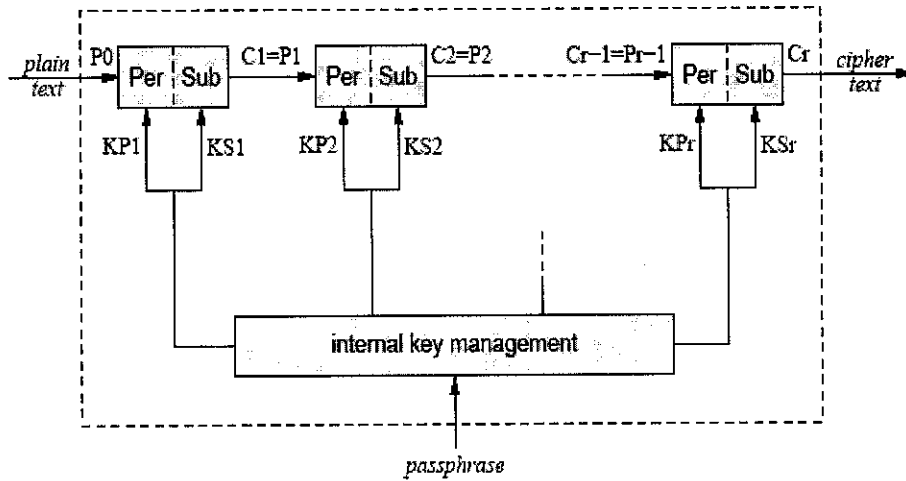 plain
text
P0
Per Sub
C1=P1
Per Sub
C2=P2
Cr−1=Pr−1
Per Sub
Cr
cipher
text
KP1
KS1
KP2
KS2
KPr
KSr
internal key management
passphrase